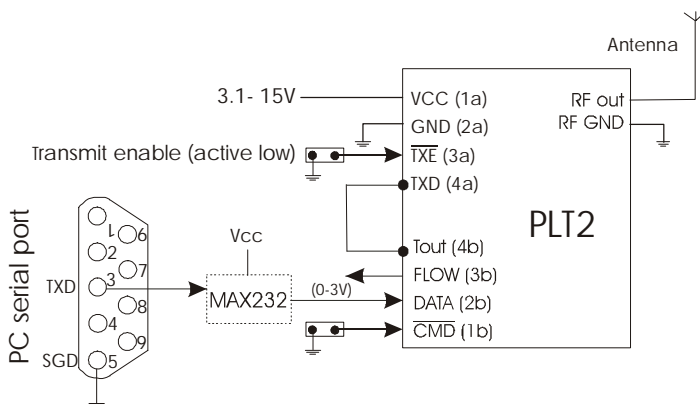 Antenna
3.1- 15V
VCC (1a)
RF out
GND (2a)
RF GND
Transmit enable (active low)
TXE (3a)
TXD (4a)
PLT2
PC serial port
1
6
2
7
TXD
3
8
4
9
SGD
5
Vcc
MAX232
(0-3V)
Tout (4b)
FLOW (3b)
DATA (2b)
CMD (1b)